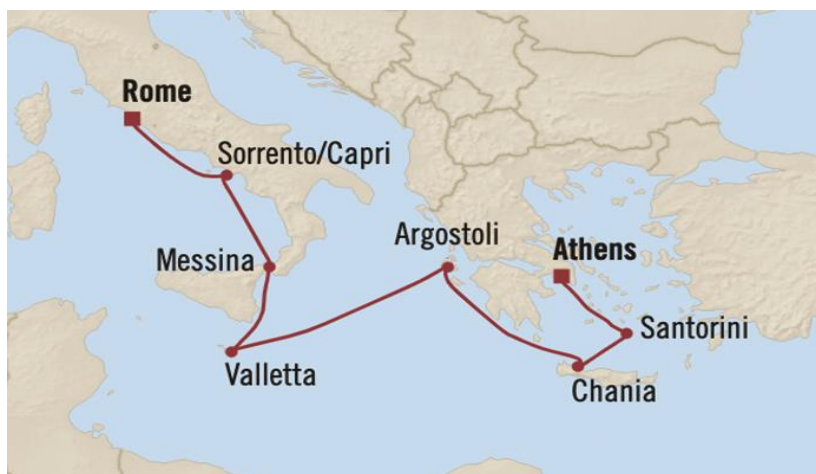 Rome
Sorrento/Capri
Argostoli
Athens
Messina
Santorini
Valletta
Chania